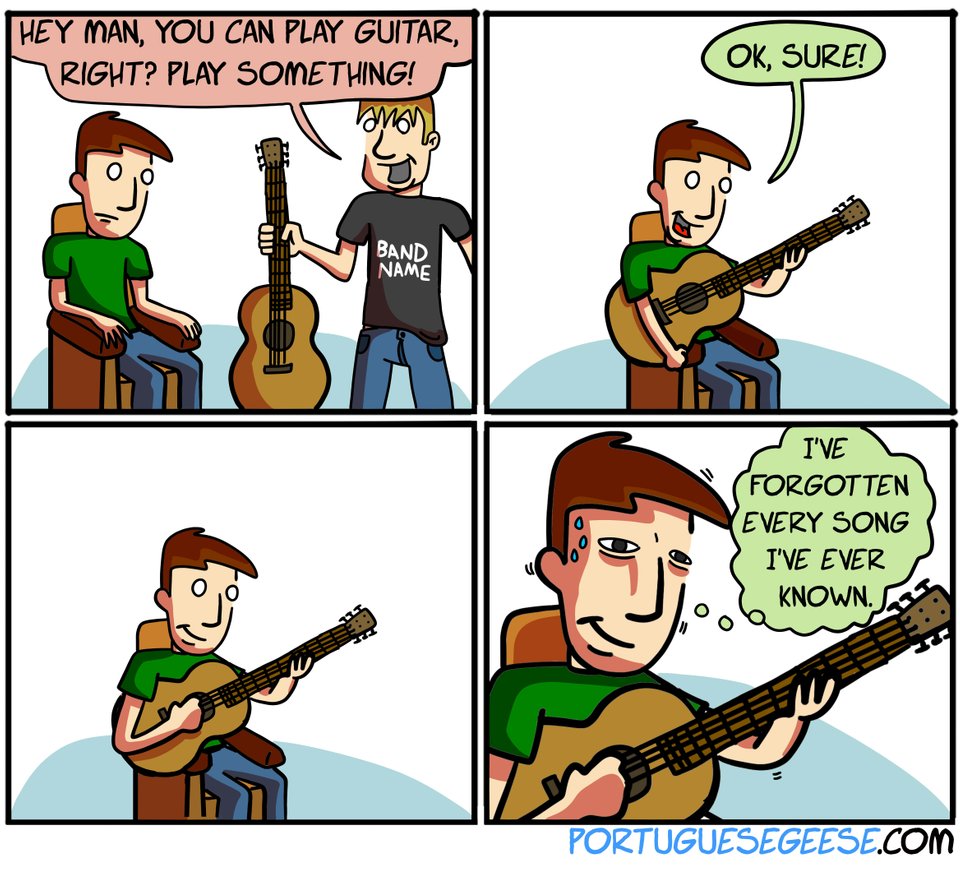 HEY MAN, YOU CAN PLAY GUITAR,
RIGHT? PLAY SOMETHING!
BAND
NAME
OK, SURE!
I'VE
FORGOTTEN
EVERY SONG
I'VE EVER
KNOWN.
PORTUGUESEGEESE.COM